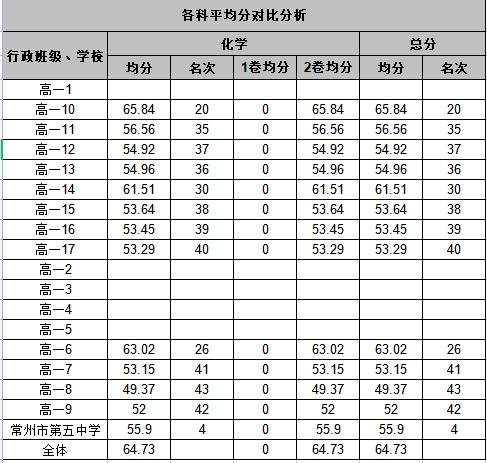 各科平均分对比分析
行政班级、学校 化学 总分
均分 名次 1卷均分 2卷均分 均分 名次
高一1
高一10 65.84 20 0 65.84 65.84 20
高一11 56.56 35 0 56.56 56.56 35
高一12 54.92 37 0 54.92 54.92 37
高一13 54.96 36 0 54.96 54.96 36
高一14 61.51 30 0 61.51 61.51 30
高一15 53.64 38 0 53.64 53.64 38
高一16 53.45 39 0 53.45 53.45 39
高一17 53.29 40 0 53.29 53.29 40
高一2
高一3
高一4
高一5
高一6 63.02 26 0 63.02 63.02 26
高一7 53.15 41 0 53.15 53.15 41
高一8 49.37 43 0 49.37 49.37 43
高一9 52 42 0 52 52 42
常州市第五中学 55.9 4 0 55.9 55.9 4
全体 64.73 0 64.73 64.73